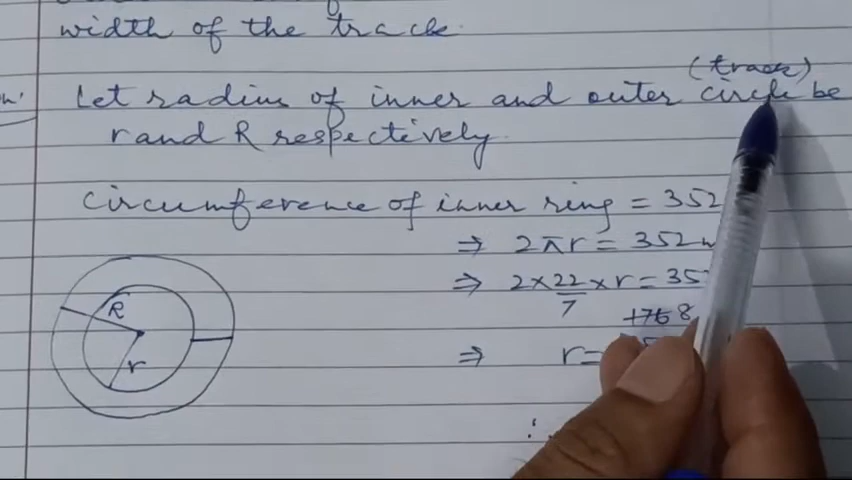 width of the track
(track)
Let radius of inner and outer circle be
r and R respectively
Circumference of inner ring = 352
⇒ 2πr = 352
⇒ 2 × 22/7 × r = 35
R
r
⇒ r =
∴